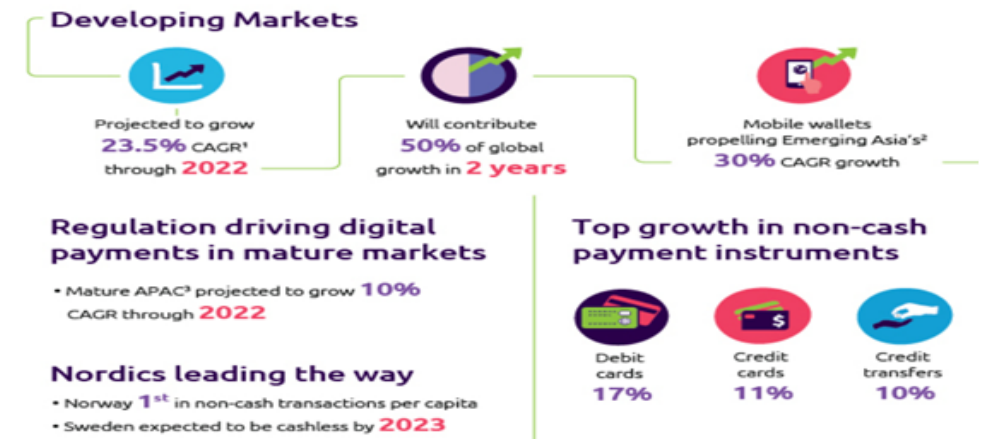 Developing Markets
Projected to grow
23.5% CAGR¹
through 2022
Will contribute
50% of global
growth in 2 years
Mobile wallets
propelling Emerging Asia's²
30% CAGR growth
Regulation driving digital
payments in mature markets
• Mature APAC³ projected to grow 10%
CAGR through 2022
Nordics leading the way
• Norway 1st in non-cash transactions per capita
• Sweden expected to be cashless by 2023
Top growth in non-cash
payment instruments
$
Debit
cards
17%
Credit
cards
11%
Credit
transfers
10%